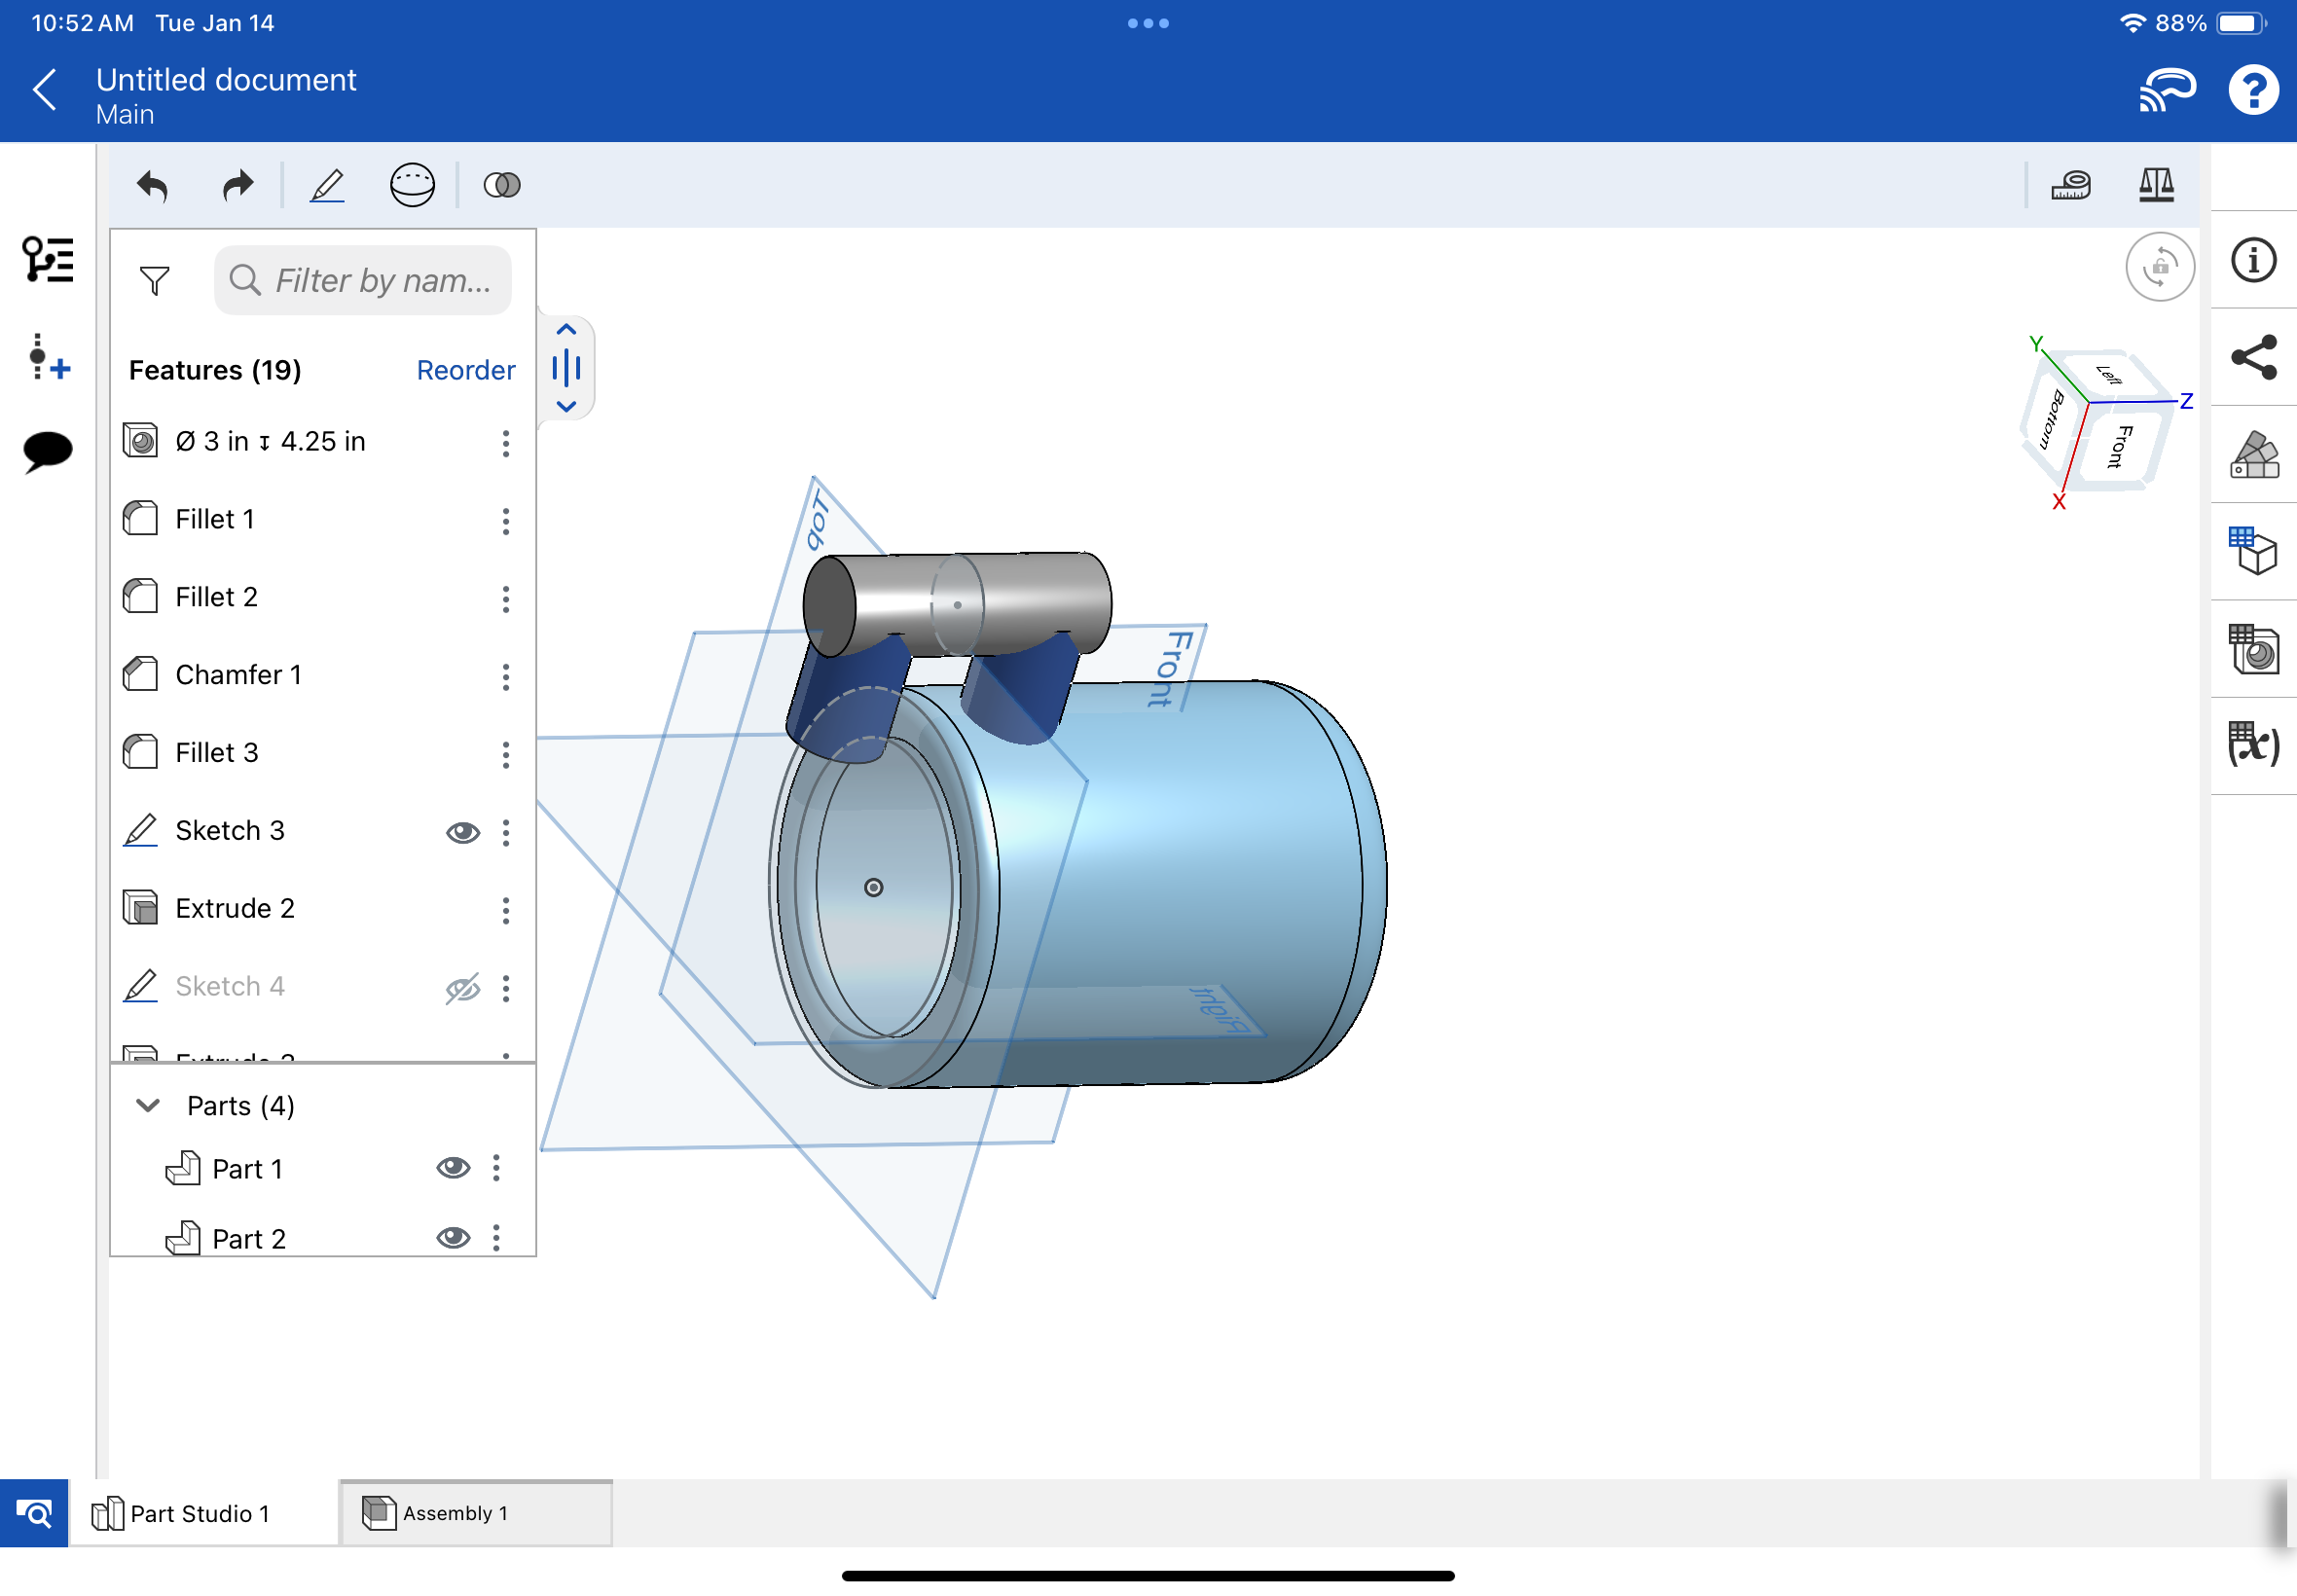 10:52 AM Tue Jan 14
88%
Untitled document
Main
Filter by nam...
Features (19)
Reorder
Ø 3 in ↧ 4.25 in
Fillet 1
Fillet 2
Chamfer 1
Fillet 3
Sketch 3
Extrude 2
Sketch 4
Parts (4)
Part 1
Part 2
Top
Front
Right
Y
Left
Z
Bottom
Front
X
(x)
Part Studio 1
Assembly 1